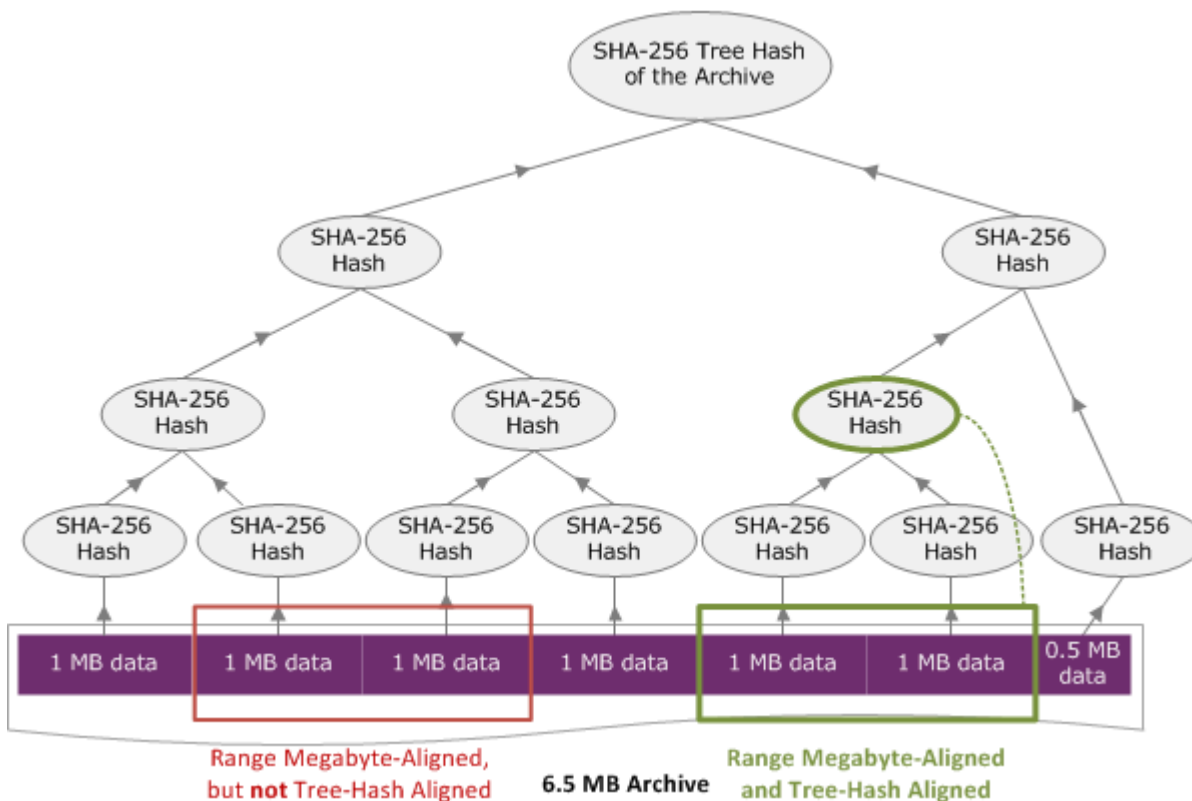 SHA-256 Tree Hash
of the Archive
SHA-256
Hash
SHA-256
Hash
SHA-256
Hash
SHA-256
Hash
SHA-256
Hash
SHA-256
Hash
SHA-256
Hash
SHA-256
Hash
SHA-256
Hash
SHA-256
Hash
SHA-256
Hash
SHA-256
Hash
1 MB data
1 MB data
1 MB data
1 MB data
1 MB data
1 MB data
0.5 MB
data
Range Megabyte-Aligned,
but not Tree-Hash Aligned
6.5 MB Archive
Range Megabyte-Aligned
and Tree-Hash Aligned